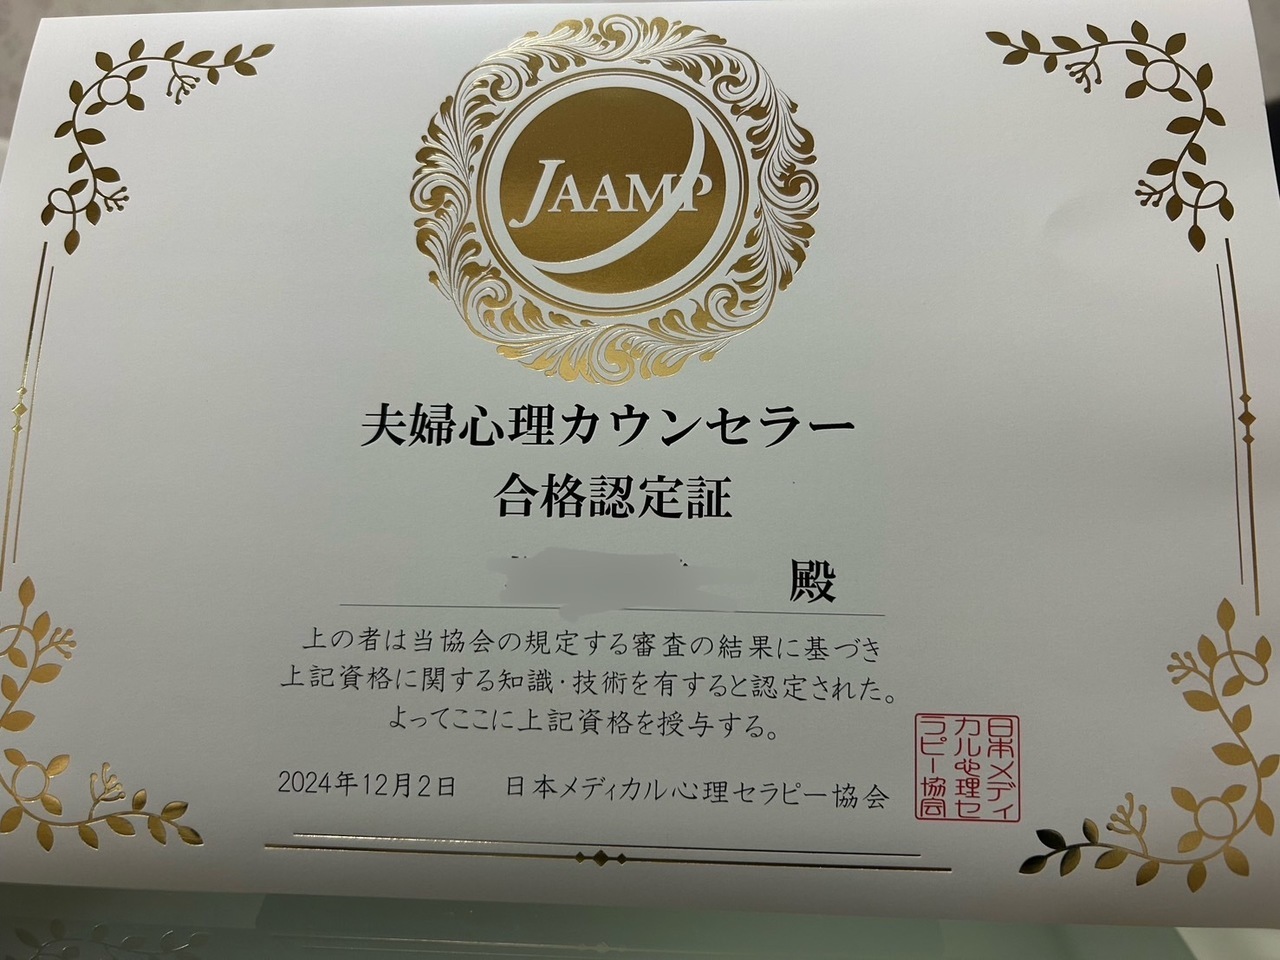 JAAMP
夫婦心理カウンセラー
合格認定証
殿
上の者は当協会の規定する審査の結果に基づき
上記資格に関する知識・技術を有すると認定された。
よってここに上記資格を授与する。
2024年12月2日 日本メディカル心理セラピー協会
日本メディ
カル心理セ
ラピー協会